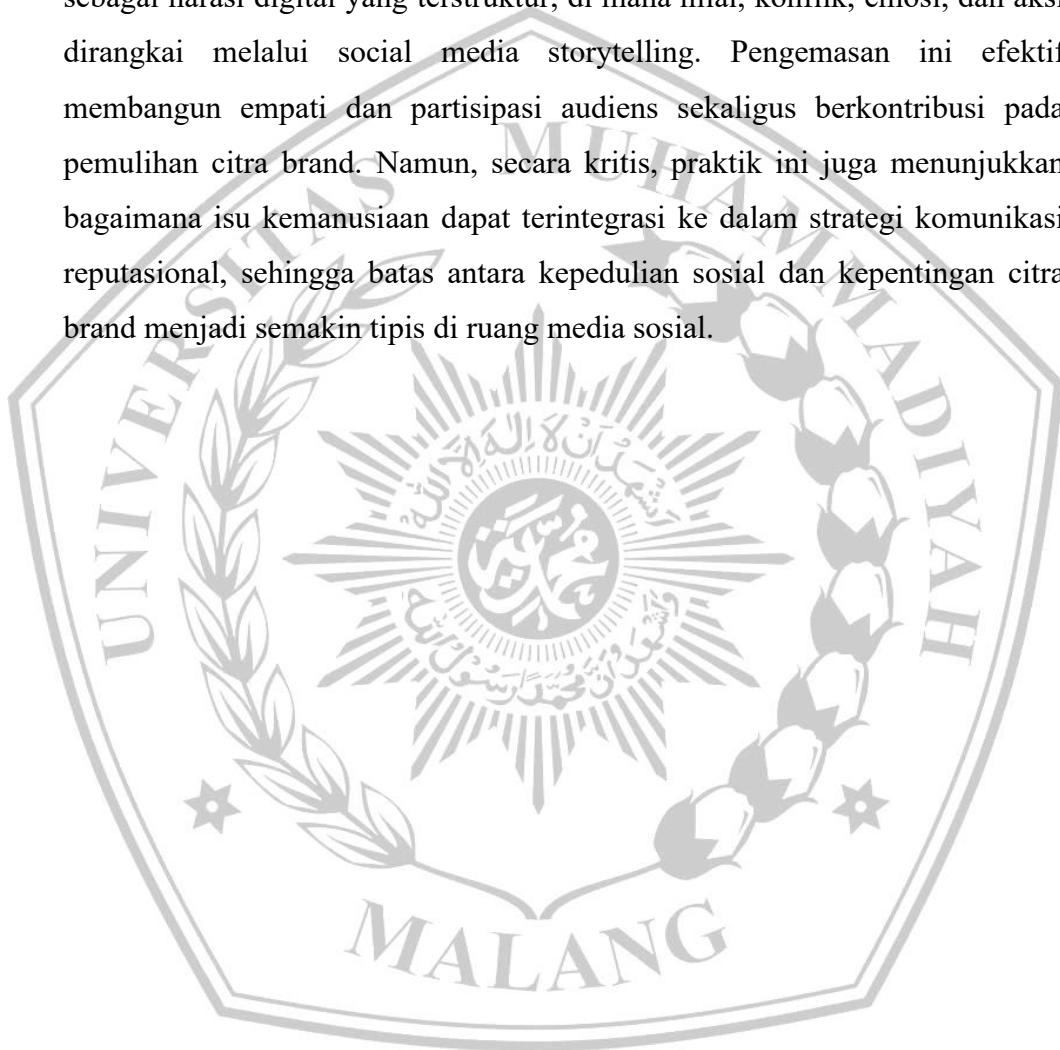 sebagai narasi digital yang terstruktur, di mana nilai, konflik, emosi, dan aksi
dirangkai melalui social media storytelling. Pengemasan ini efektif
membangun empati dan partisipasi audiens sekaligus berkontribusi pada
pemulihan citra brand. Namun, secara kritis, praktik ini juga menunjukkan
bagaimana isu kemanusiaan dapat terintegrasi ke dalam strategi komunikasi
reputasional, sehingga batas antara kepedulian sosial dan kepentingan citra
brand menjadi semakin tipis di ruang media sosial.
UNIVERSITAS MUHAMMADIYAH
MALANG